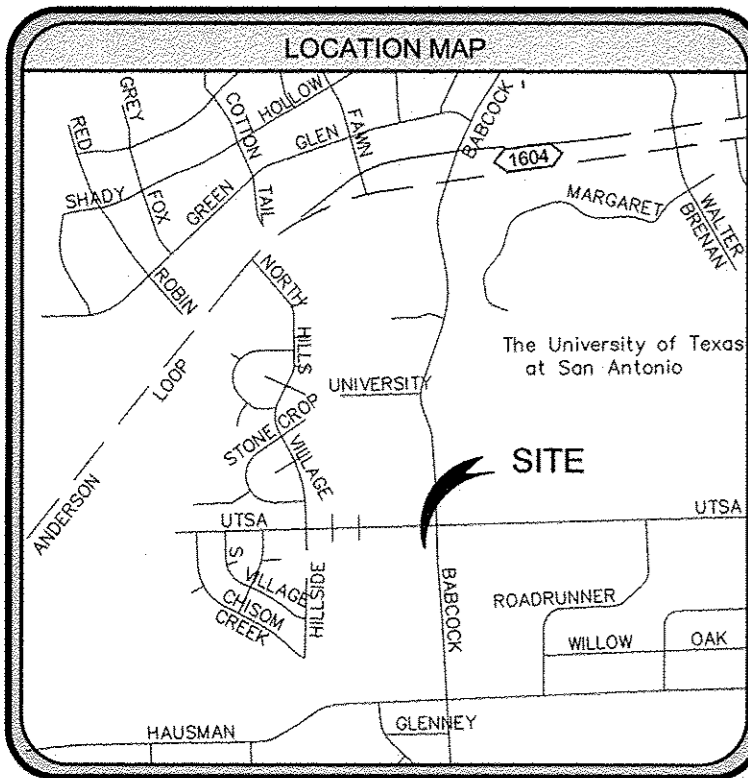 LOCATION MAP
GREY
RED
COTTON
HOLLOW
FAWN
GLEN
BABCOCK
1604
SHADY
FOX
GREEN
TAIL
MARGARET
WALTER
BRENAN
ROBIN
NORTH
HILLS
The University of Texas
at San Antonio
LOOP
UNIVERSITY
STONE CROP
VILLAGE
SITE
ANDERSON
UTSA
UTSA
S.
VILLAGE
HILLSIDE
BABCOCK
CHISOM
CREEK
ROADRUNNER
WILLOW
OAK
HAUSMAN
GLENNEY